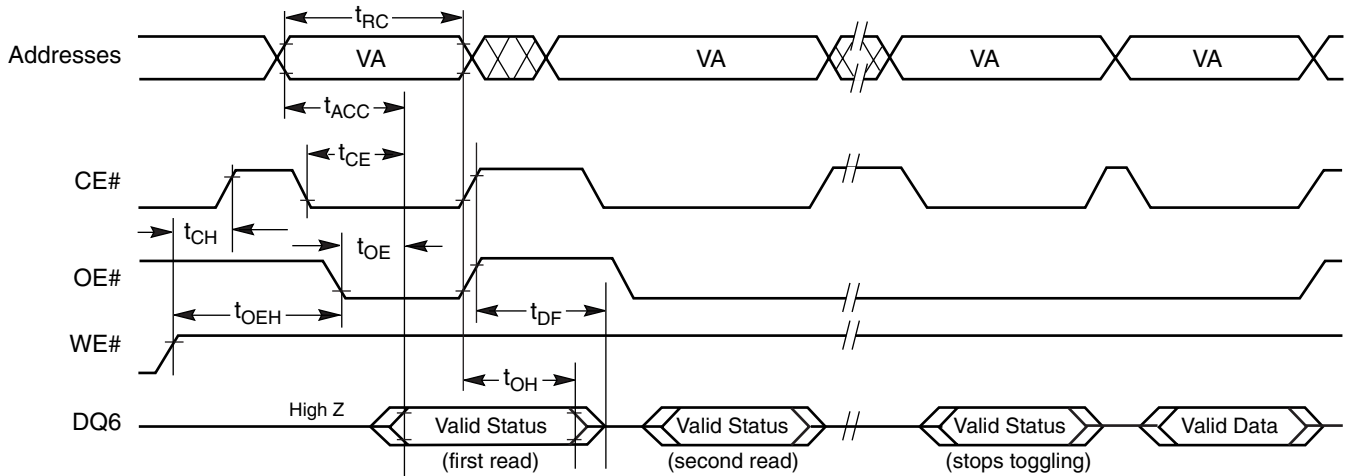 tRC
Addresses VA VA VA VA
tACC
tCE
CE#
tCH tOE
OE#
tOEH tDF
WE#
tOH
DQ6 High Z Valid Status Valid Status Valid Status Valid Data
(first read) (second read) (stops toggling)